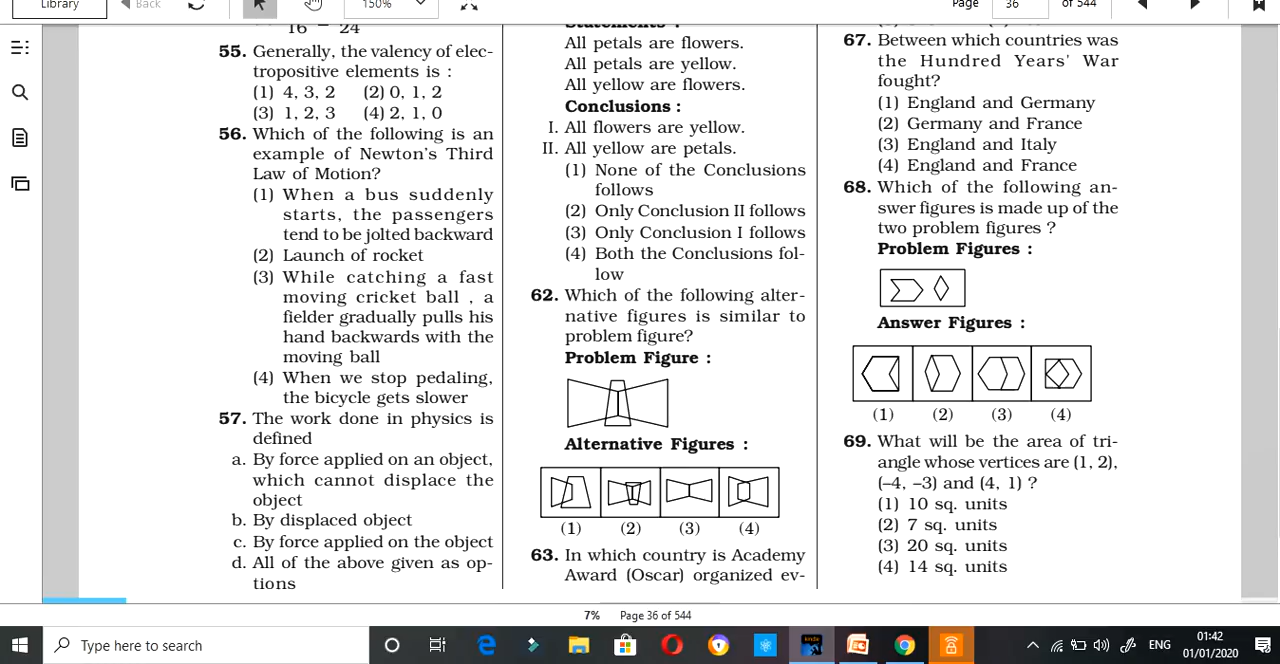 Library
Back
150%
Page
36
of 544
16 = 24
55. Generally, the valency of elec-
tropositive elements is :
(1) 4, 3, 2 (2) 0, 1, 2
(3) 1, 2, 3 (4) 2, 1, 0
56. Which of the following is an
example of Newton's Third
Law of Motion?
(1) When a bus suddenly
starts, the passengers
tend to be jolted backward
(2) Launch of rocket
(3) While catching a fast
moving cricket ball , a
fielder gradually pulls his
hand backwards with the
moving ball
(4) When we stop pedaling,
the bicycle gets slower
57. The work done in physics is
defined
a. By force applied on an object,
which cannot displace the
object
b. By displaced object
c. By force applied on the object
d. All of the above given as op-
tions
Statements :
All petals are flowers.
All petals are yellow.
All yellow are flowers.
Conclusions :
I. All flowers are yellow.
II. All yellow are petals.
(1) None of the Conclusions
follows
(2) Only Conclusion II follows
(3) Only Conclusion I follows
(4) Both the Conclusions fol-
low
62. Which of the following alter-
native figures is similar to
problem figure?
Problem Figure :
Alternative Figures :
(1) (2) (3) (4)
63. In which country is Academy
Award (Oscar) organized ev-
67. Between which countries was
the Hundred Years' War
fought?
(1) England and Germany
(2) Germany and France
(3) England and Italy
(4) England and France
68. Which of the following an-
swer figures is made up of the
two problem figures ?
Problem Figures :
Answer Figures :
(1) (2) (3) (4)
69. What will be the area of tri-
angle whose vertices are (1, 2),
(–4, –3) and (4, 1) ?
(1) 10 sq. units
(2) 7 sq. units
(3) 20 sq. units
(4) 14 sq. units
7% Page 36 of 544
Type here to search
ENG
01:42
01/01/2020